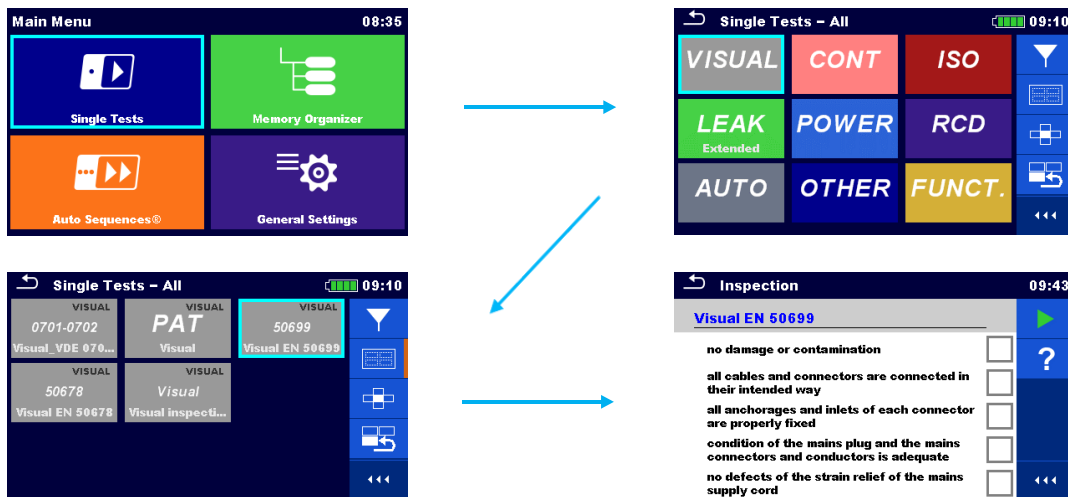 Main Menu 08:35
Single Tests
Memory Organizer
Auto Sequences®
General Settings
Single Tests – All 09:10
VISUAL CONT ISO
LEAK POWER RCD
Extended
AUTO OTHER FUNCT.
Single Tests – All 09:10
VISUAL VISUAL VISUAL
0701-0702 PAT 50699
Visual_VDE 070... Visual Visual EN 50699
VISUAL VISUAL
50678 Visual
Visual EN 50678 Visual inspecti...
Inspection 09:43
Visual EN 50699
no damage or contamination
?
all cables and connectors are connected in
their intended way
all anchorages and inlets of each connector
are properly fixed
condition of the mains plug and the mains
connectors and conductors is adequate
no defects of the strain relief of the mains
supply cord